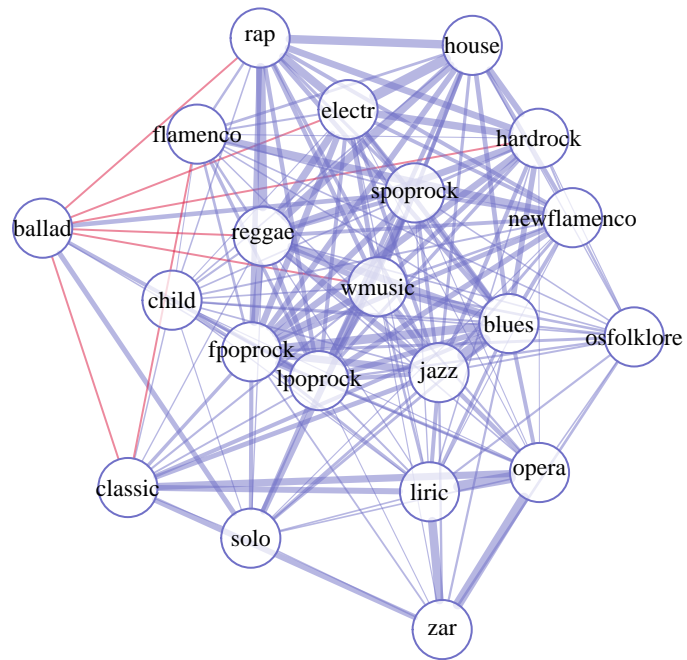 rap
house
electr
flamenco
hardrock
spoprock
ballad
reggae
newflamenco
child
wmusic
blues
osfolklore
fpoprock
lpoprock
jazz
classic
liric
opera
solo
zar